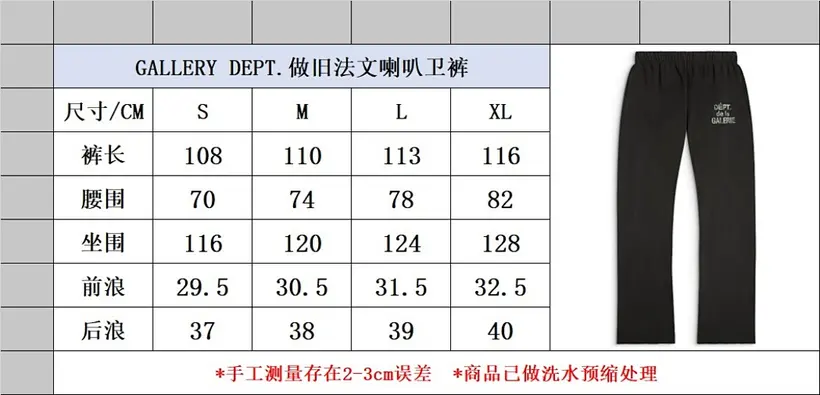 GALLERY DEPT.做旧法文喇叭卫裤
尺寸/CM S M L XL
裤长 108 110 113 116
腰围 70 74 78 82
坐围 116 120 124 128
前浪 29.5 30.5 31.5 32.5
后浪 37 38 39 40
*手工测量存在2-3cm误差 *商品已做洗水预缩处理
DÉPT.
de la
GALERIE